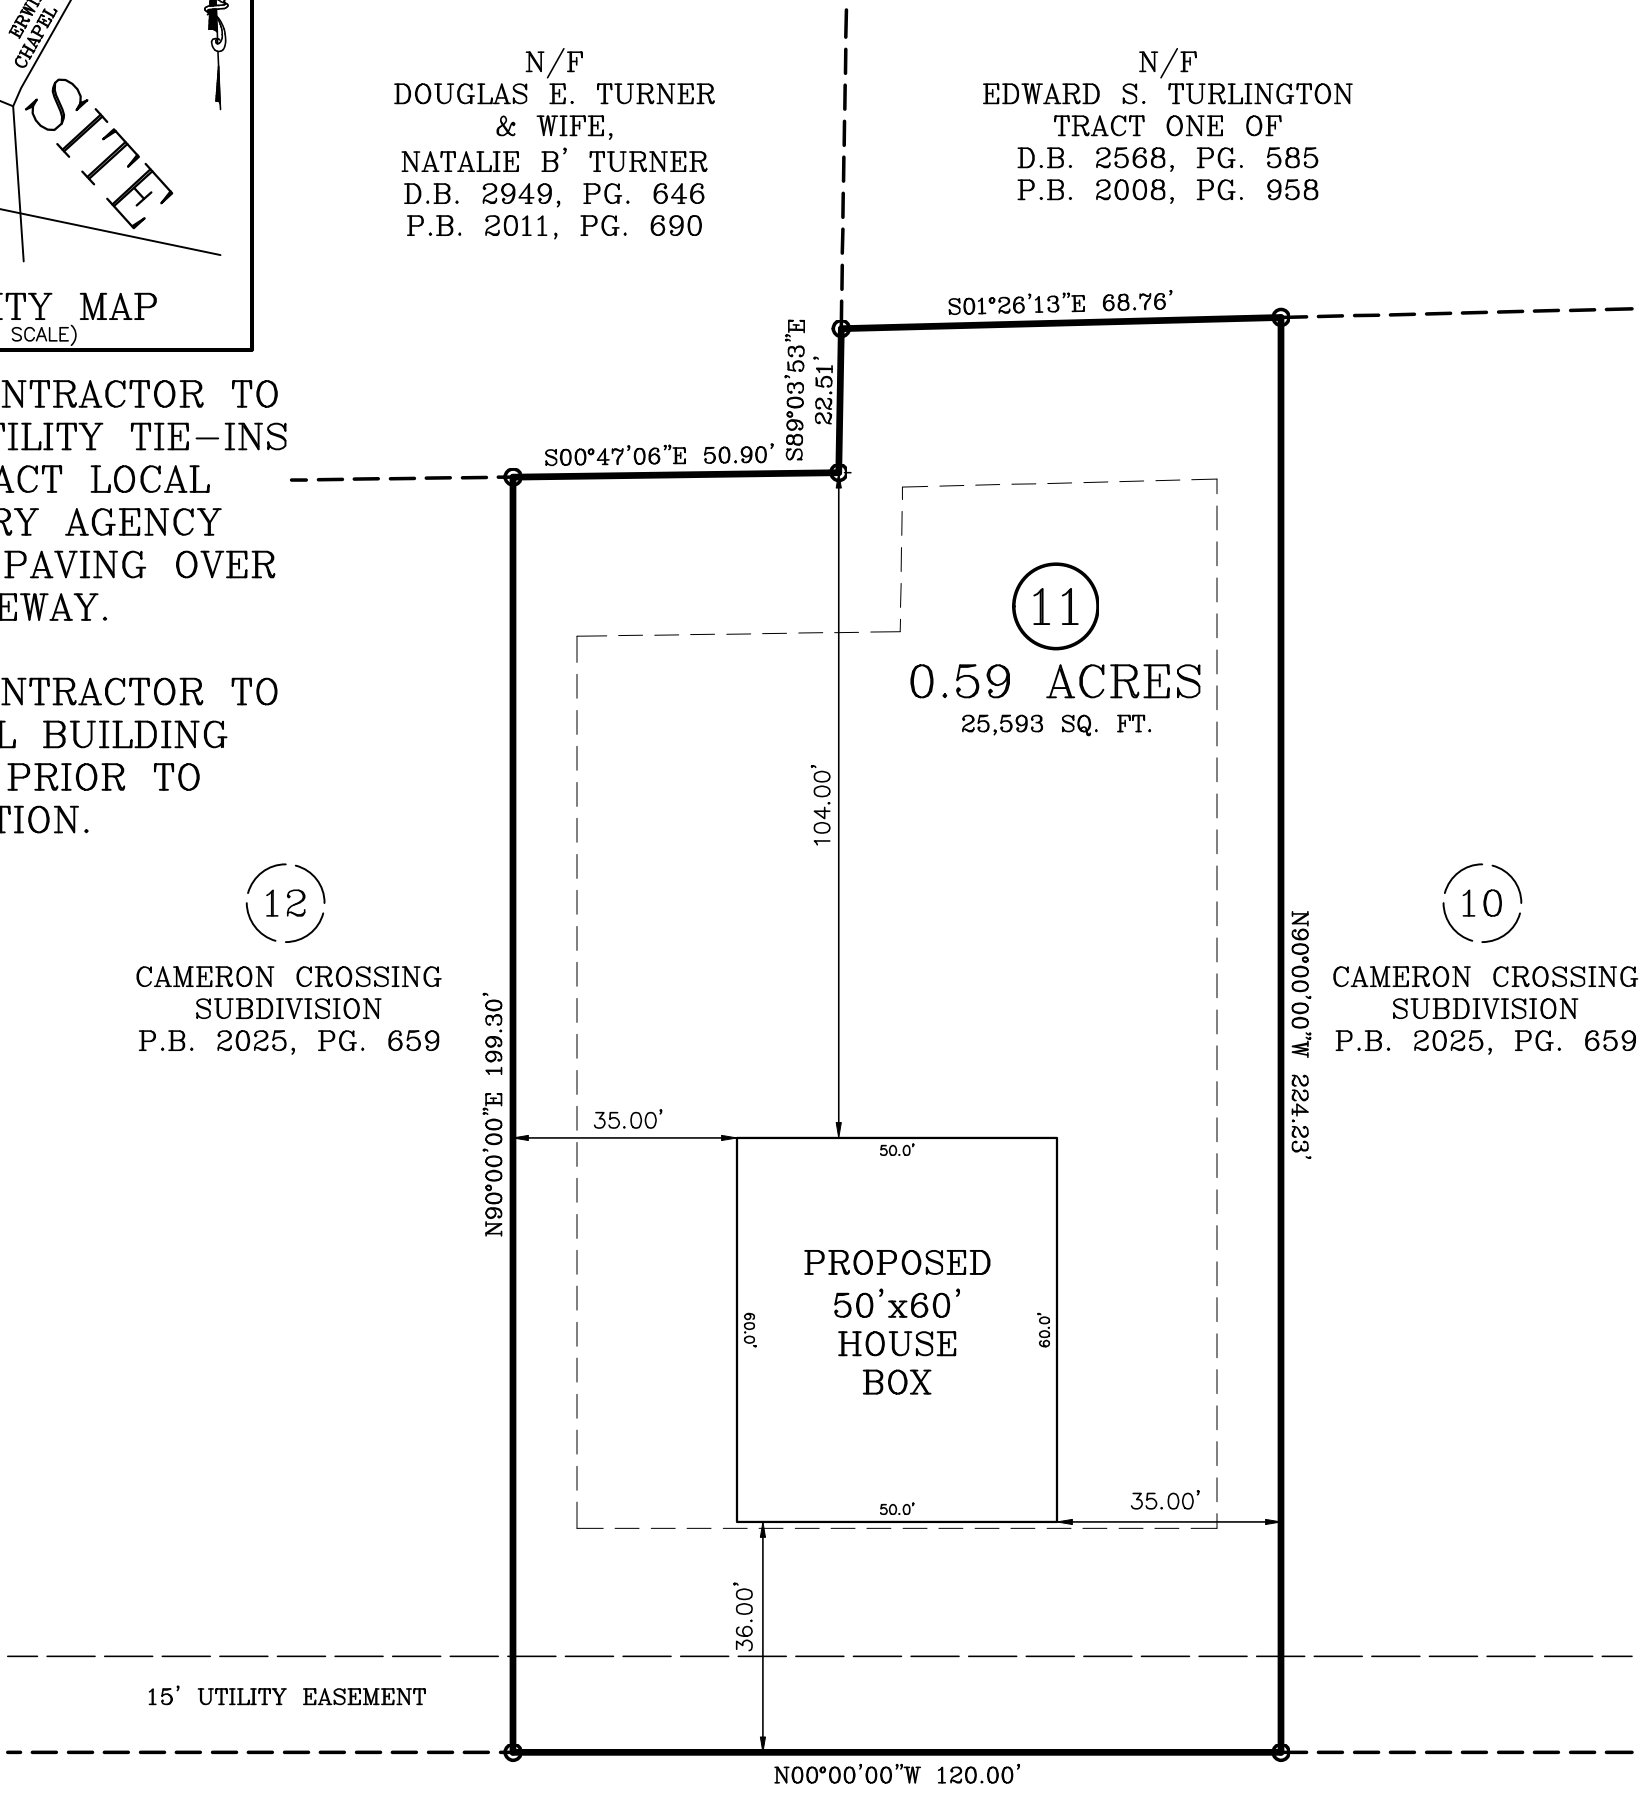 ERWIN
CHAPEL
SITE
ITY MAP
SCALE)
N/F
DOUGLAS E. TURNER
& WIFE,
NATALIE B' TURNER
D.B. 2949, PG. 646
P.B. 2011, PG. 690
N/F
EDWARD S. TURLINGTON
TRACT ONE OF
D.B. 2568, PG. 585
P.B. 2008, PG. 958
S01°26'13"E 68.76'
S89°03'53"E
22.51'
S00°47'06"E 50.90'
NTRACTOR TO
TILITY TIE-INS
ACT LOCAL
RY AGENCY
PAVING OVER
EWAY.
NTRACTOR TO
L BUILDING
PRIOR TO
TION.
11
0.59 ACRES
25,593 SQ. FT.
104.00'
12
CAMERON CROSSING
SUBDIVISION
P.B. 2025, PG. 659
10
CAMERON CROSSING
SUBDIVISION
P.B. 2025, PG. 659
N90°00'00"E 199.30'
N90°00'00"W 224.23'
35.00'
50.0'
PROPOSED
50'x60'
HOUSE
BOX
60.0'
60.0'
50.0'
35.00'
36.00'
15' UTILITY EASEMENT
N00°00'00"W 120.00'